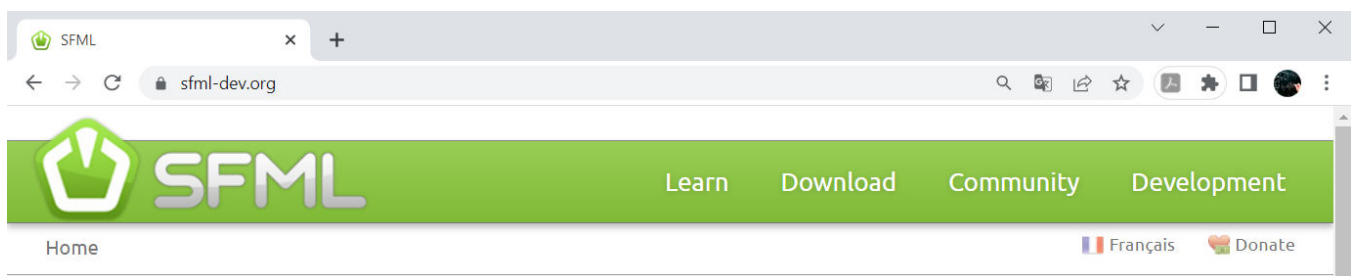 SFML
sfml-dev.org
SFML Learn Download Community Development
Home Français Donate